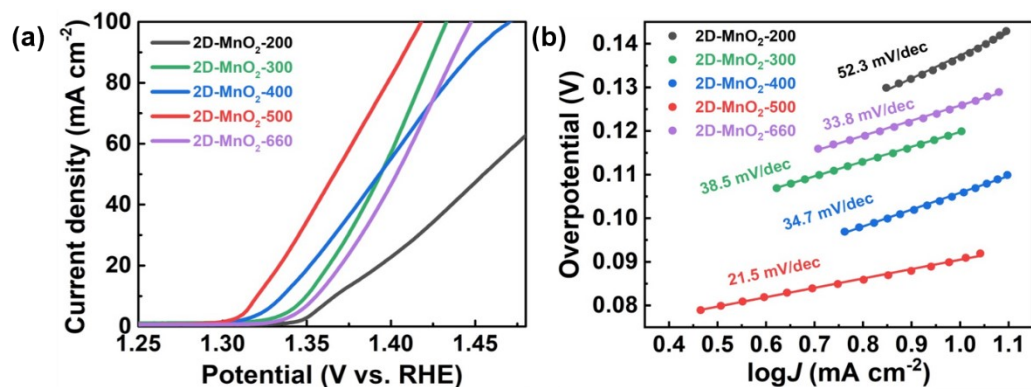 (a)
Current density (mA cm⁻²)
100
80
60
40
20
0
2D-MnO₂-200
2D-MnO₂-300
2D-MnO₂-400
2D-MnO₂-500
2D-MnO₂-660
1.25
1.30
1.35
1.40
1.45
Potential (V vs. RHE)
(b)
Overpotential (V)
0.14
0.13
0.12
0.11
0.10
0.09
0.08
2D-MnO₂-200
2D-MnO₂-300
2D-MnO₂-400
2D-MnO₂-500
2D-MnO₂-660
52.3 mV/dec
33.8 mV/dec
38.5 mV/dec
34.7 mV/dec
21.5 mV/dec
0.4
0.5
0.6
0.7
0.8
0.9
1.0
1.1
logJ (mA cm⁻²)